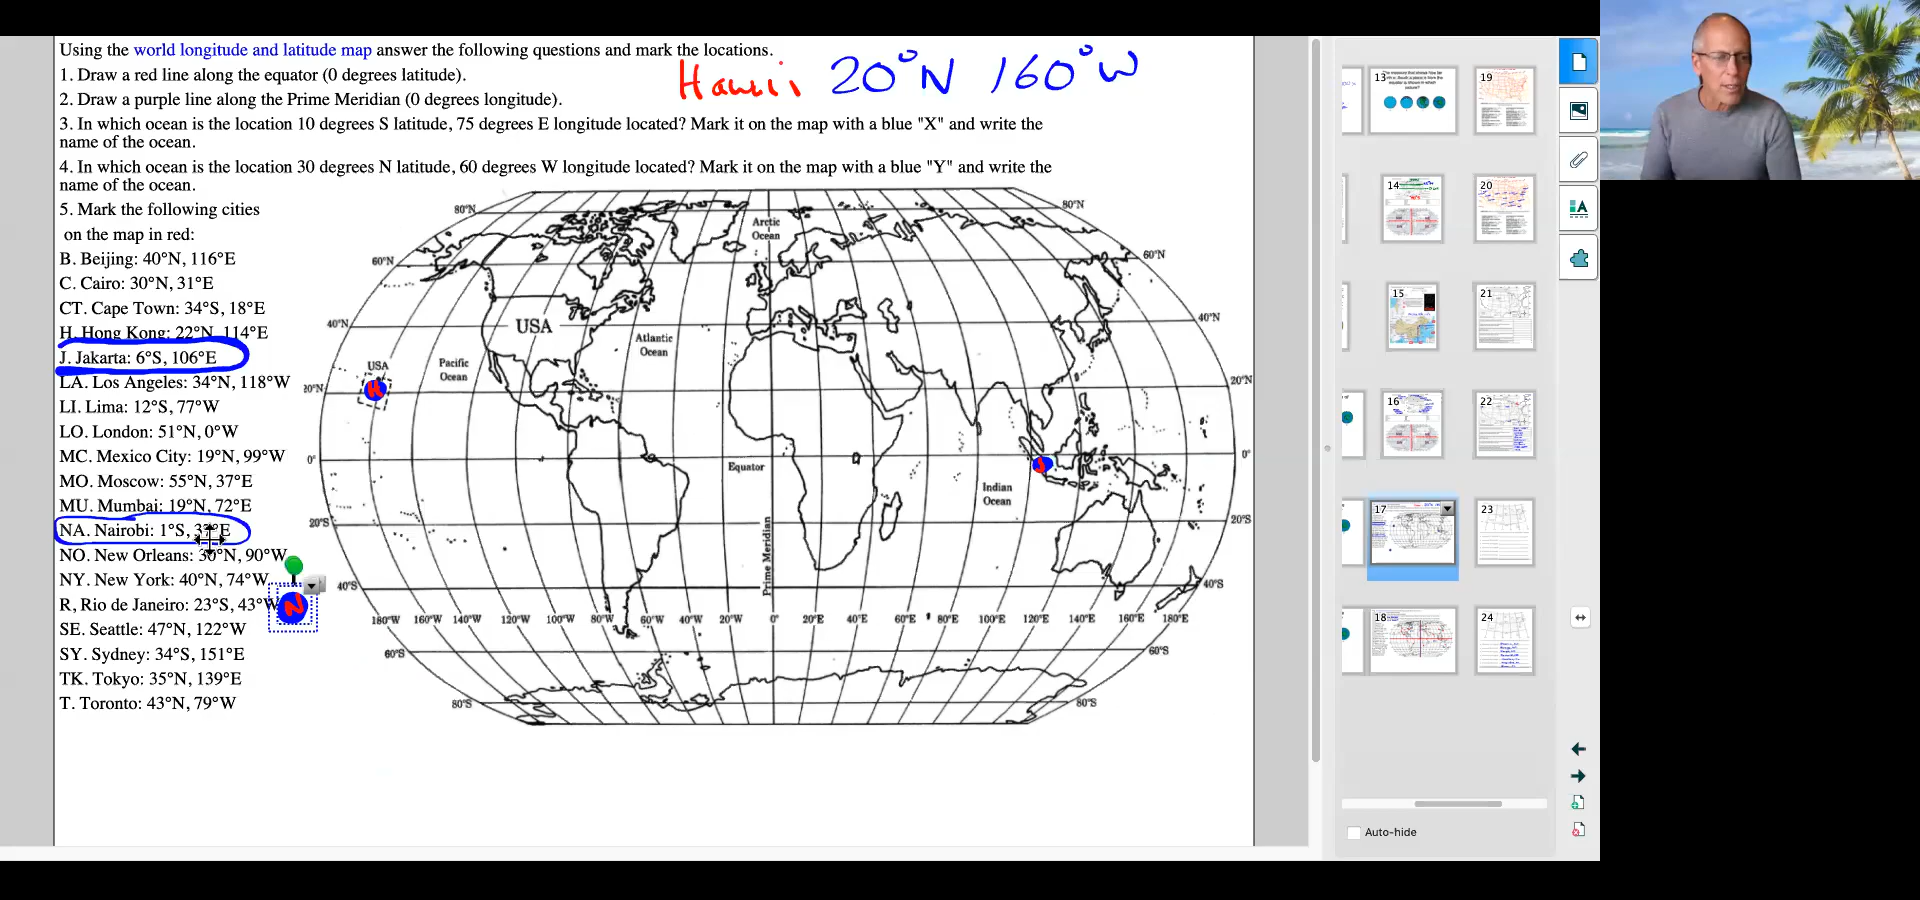 Using the world longitude and latitude map answer the following questions and mark the locations.
1. Draw a red line along the equator (0 degrees latitude).
2. Draw a purple line along the Prime Meridian (0 degrees longitude).
3. In which ocean is the location 10 degrees S latitude, 75 degrees E longitude located? Mark it on the map with a blue "X" and write the
name of the ocean.
4. In which ocean is the location 30 degrees N latitude, 60 degrees W longitude located? Mark it on the map with a blue "Y" and write the
name of the ocean.
Hawii 20°N 160°W
5. Mark the following cities
on the map in red:
B. Beijing: 40°N, 116°E
C. Cairo: 30°N, 31°E
CT. Cape Town: 34°S, 18°E
H. Hong Kong: 22°N, 114°E
J. Jakarta: 6°S, 106°E
LA. Los Angeles: 34°N, 118°W
LI. Lima: 12°S, 77°W
LO. London: 51°N, 0°W
MC. Mexico City: 19°N, 99°W
MO. Moscow: 55°N, 37°E
MU. Mumbai: 19°N, 72°E
NA. Nairobi: 1°S, 37°E
NO. New Orleans: 30°N, 90°W
NY. New York: 40°N, 74°W
R, Rio de Janeiro: 23°S, 43°W
SE. Seattle: 47°N, 122°W
SY. Sydney: 34°S, 151°E
TK. Tokyo: 35°N, 139°E
T. Toronto: 43°N, 79°W
N
80°N 80°N
Arctic
Ocean
60°N 60°N
40°N 40°N
USA
Atlantic
Ocean
USA
Pacific
Ocean
H
20°N 20°N
0° 0°
J
Equator
Indian
Ocean
20°S 20°S
Prime Meridian
40°S 40°S
180°W 160°W 140°W 120°W 100°W 80°W 60°W 40°W 20°W 0° 20°E 40°E 60°E 80°E 100°E 120°E 140°E 160°E 180°E
60°S 60°S
80°S 80°S
13 19
14 20
15 21
16 22
17 23
18 24
Auto-hide
A